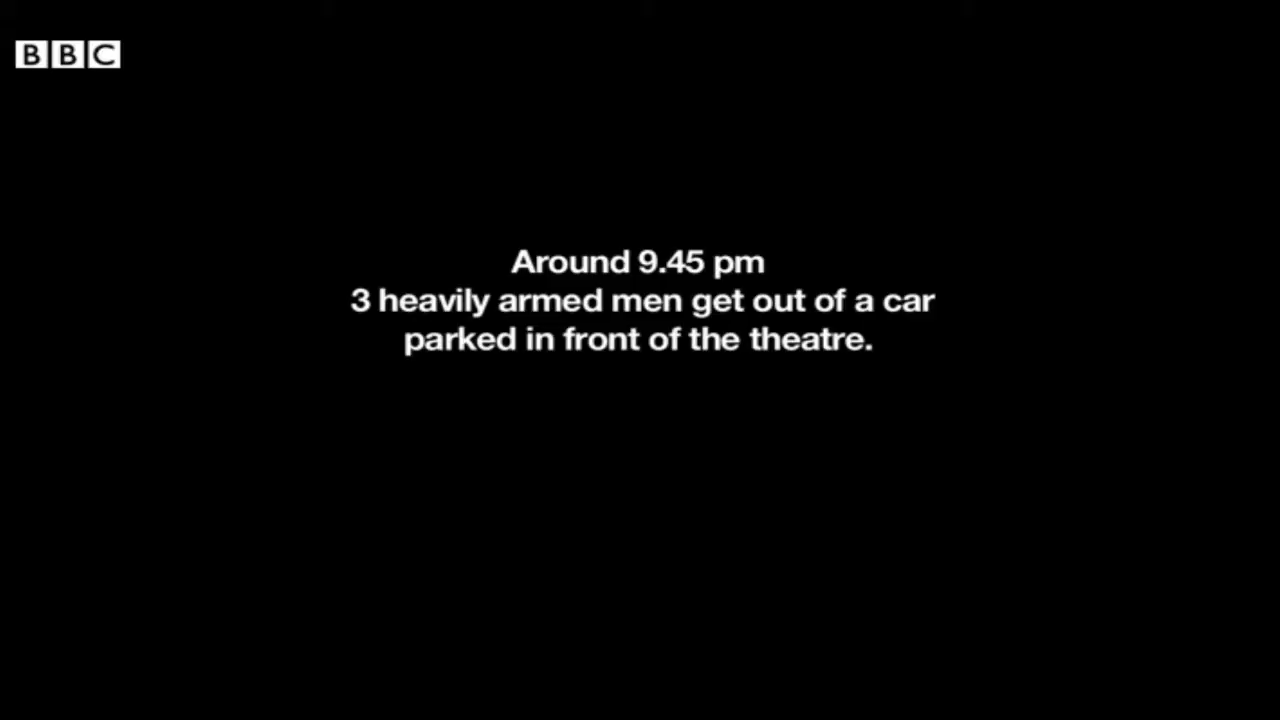 BBC
Around 9.45 pm
3 heavily armed men get out of a car
parked in front of the theatre.